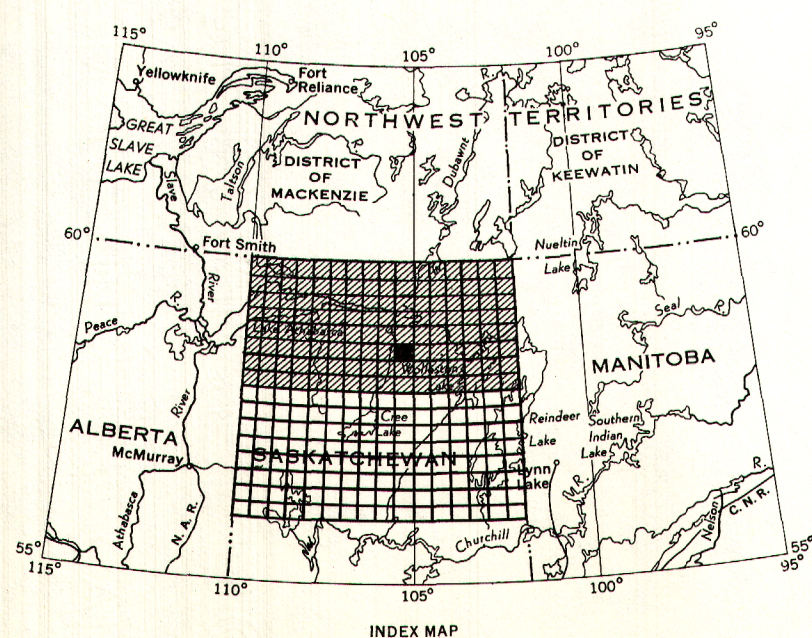 115°
110°
105°
100°
95°
Yellowknife
Fort
Reliance
R.
NORTHWEST TERRITORIES
GREAT
SLAVE
LAKE
Slave
Taltson
R.
DISTRICT
OF
MACKENZIE
Dubawnt
DISTRICT
OF
KEEWATIN
60°
Fort Smith
Nueltin
Lake
60°
River
Peace
R.
Lake Athabasca
Wollaston
Lake
Seal R.
MANITOBA
River
ALBERTA
McMurray
Cree
Lake
SASKATCHEWAN
Reindeer
Lake
Southern
Indian
Lake
Lynn
Lake
Athabasca
N. A. R.
Churchill
R.
Nelson
R.
C. N. R.
55°
115°
110°
105°
100°
55°
95°
INDEX MAP